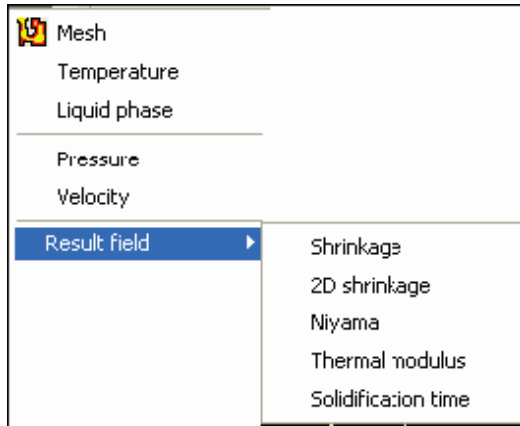 Mesh
Temperature
Liquid phase
Pressure
Velocity
Result field
Shrinkage
2D shrinkage
Niyama
Thermal modulus
Solidification time